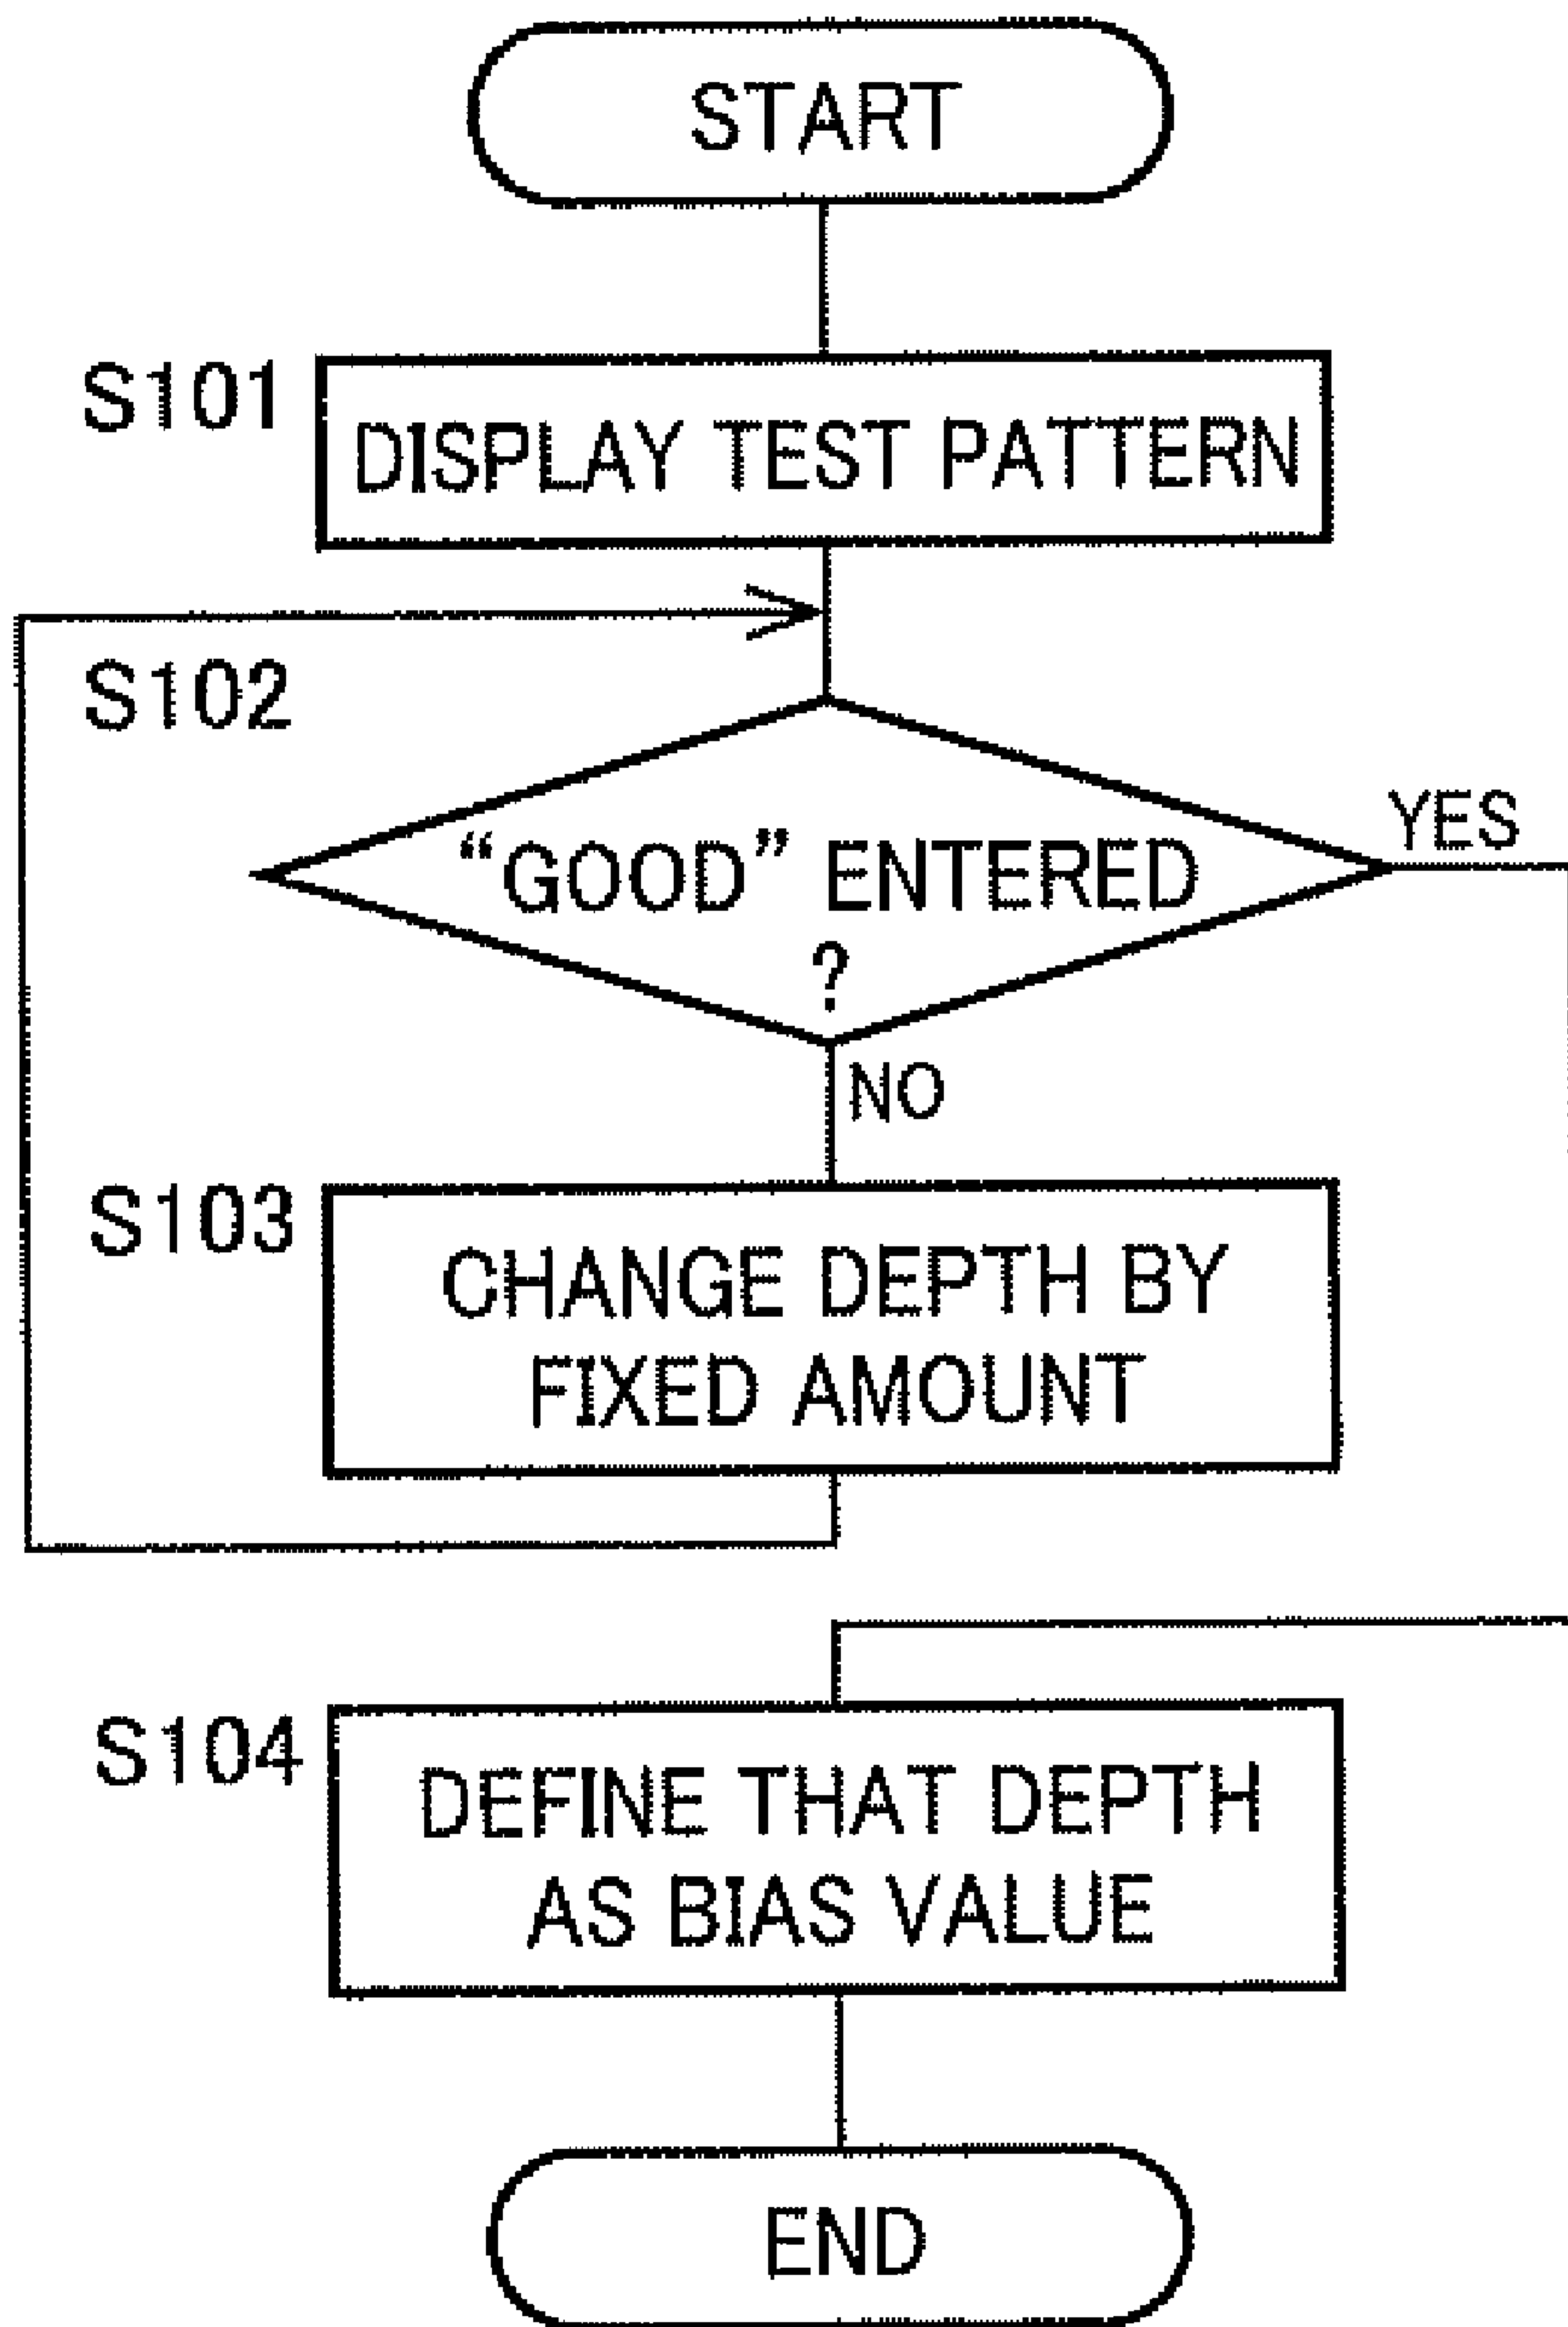 START
S101
DISPLAY TEST PATTERN
S102
“GOOD” ENTERED
?
YES
NO
S103
CHANGE DEPTH BY
FIXED AMOUNT
S104
DEFINE THAT DEPTH
AS BIAS VALUE
END